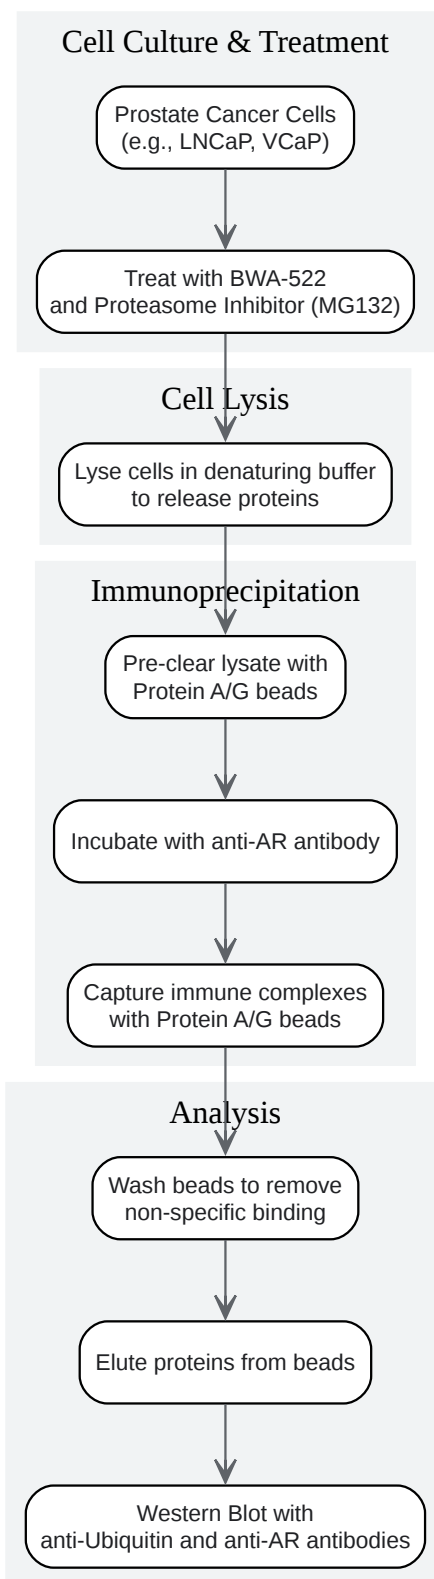 Cell Culture & Treatment
Prostate Cancer Cells
(e.g., LNCaP, VCaP)
Treat with BWA-522
and Proteasome Inhibitor (MG132)
Cell Lysis
Lyse cells in denaturing buffer
to release proteins
Immunoprecipitation
Pre-clear lysate with
Protein A/G beads
Incubate with anti-AR antibody
Capture immune complexes
with Protein A/G beads
Analysis
Wash beads to remove
non-specific binding
Elute proteins from beads
Western Blot with
anti-Ubiquitin and anti-AR antibodies